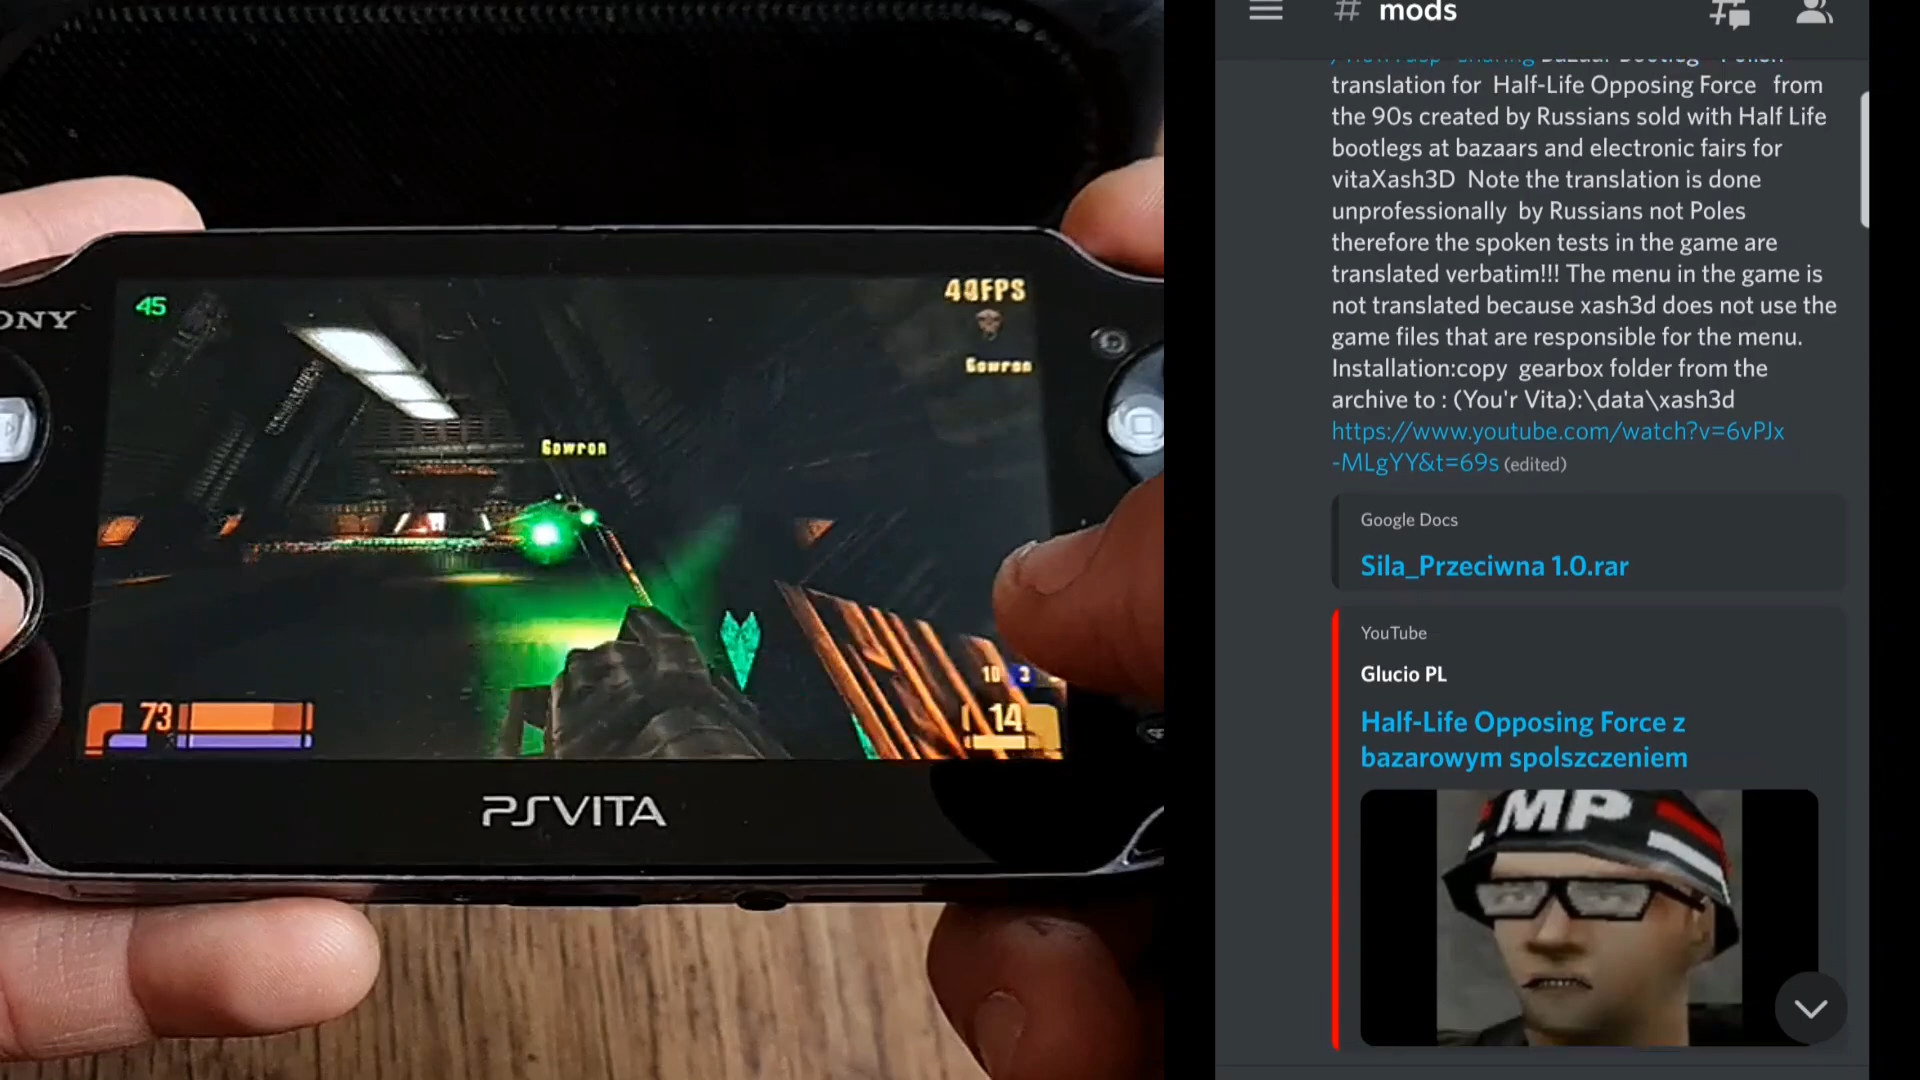 SONY
45
40FPS
Gowron
Gowron
73
10 3
14
PSVITA
# mods
translation for Half-Life Opposing Force from
the 90s created by Russians sold with Half Life
bootlegs at bazaars and electronic fairs for
vitaXash3D Note the translation is done
unprofessionally by Russians not Poles
therefore the spoken tests in the game are
translated verbatim!!! The menu in the game is
not translated because xash3d does not use the
game files that are responsible for the menu.
Installation:copy gearbox folder from the
archive to : (You'r Vita):\data\xash3d
https://www.youtube.com/watch?v=6vPJx
-MLgYY&t=69s (edited)
Google Docs
Sila_Przeciwna 1.0.rar
YouTube
Glucio PL
Half-Life Opposing Force z
bazarowym spolszczeniem
MP